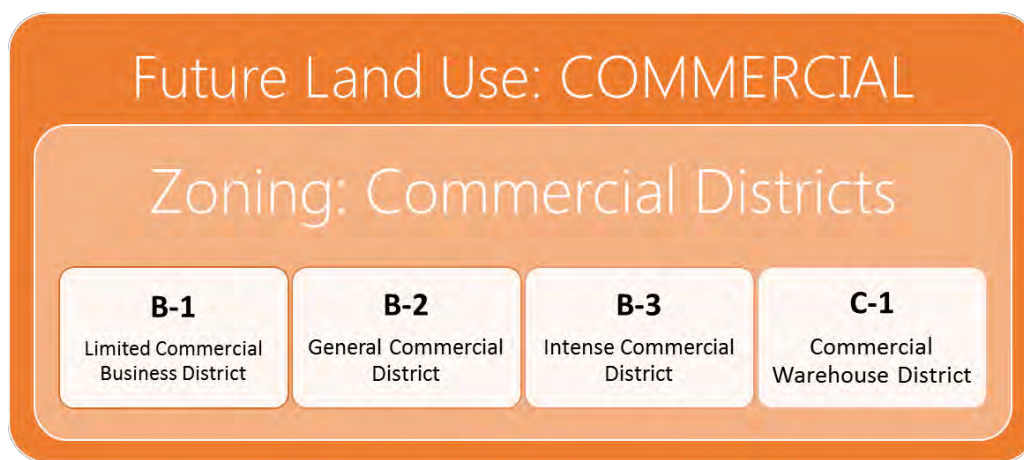 Future Land Use: COMMERCIAL
Zoning: Commercial Districts
B-1
Limited Commercial
Business District
B-2
General Commercial
District
B-3
Intense Commercial
District
C-1
Commercial
Warehouse District